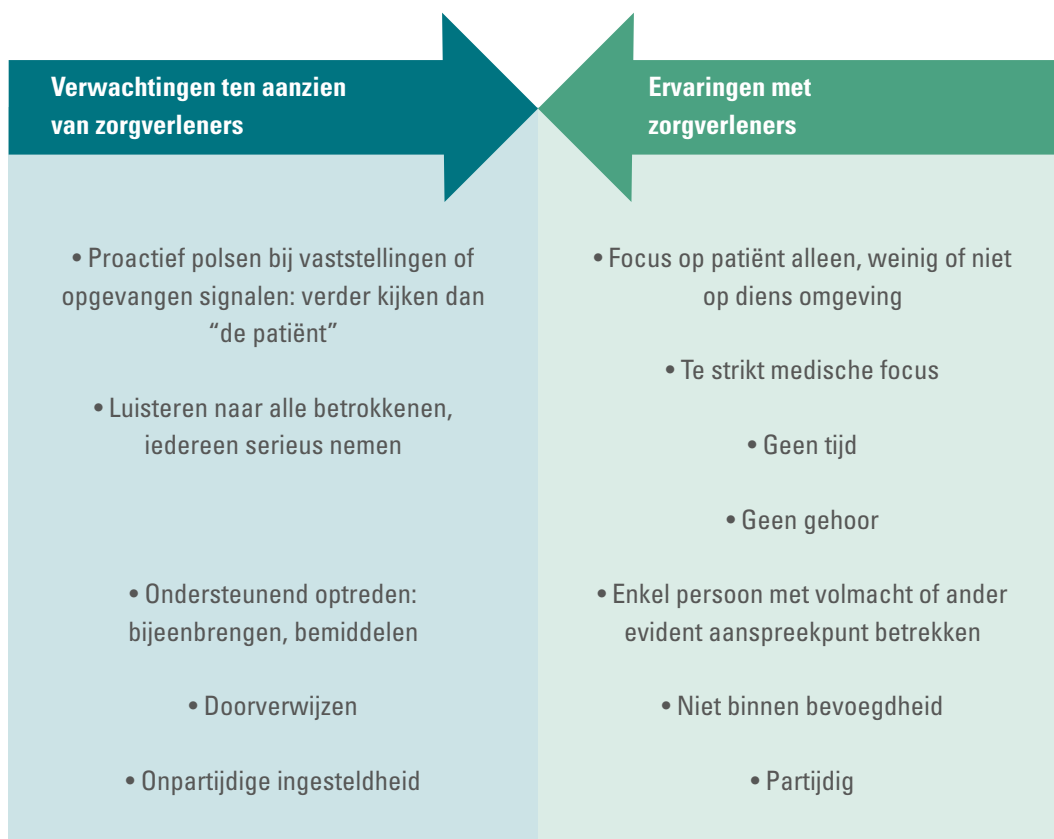 Verwachtingen ten aanzien
van zorgverleners
• Proactief polsen bij vaststellingen of
opgevangen signalen: verder kijken dan
“de patiënt”
• Luisteren naar alle betrokkenen,
iedereen serieus nemen
• Ondersteunend optreden:
bijeenbrengen, bemiddelen
• Doorverwijzen
• Onpartijdige ingesteldheid
Ervaringen met
zorgverleners
• Focus op patiënt alleen, weinig of niet
op diens omgeving
• Te strikt medische focus
• Geen tijd
• Geen gehoor
• Enkel persoon met volmacht of ander
evident aanspreekpunt betrekken
• Niet binnen bevoegdheid
• Partijdig